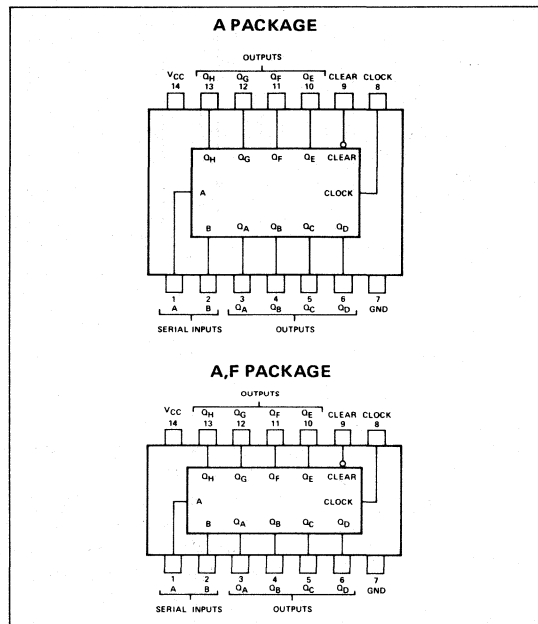 A PACKAGE
OUTPUTS
VCC QH QG QF QE CLEAR CLOCK
14 13 12 11 10 9 8
QH QG QF QE CLEAR
A CLOCK
B QA QB QC QD
1 2 3 4 5 6 7
A B QA QB QC QD GND
SERIAL INPUTS OUTPUTS
A,F PACKAGE
OUTPUTS
VCC QH QG QF QE CLEAR CLOCK
14 13 12 11 10 9 8
QH QG QF QE CLEAR
A CLOCK
B QA QB QC QD
1 2 3 4 5 6 7
A B QA QB QC QD GND
SERIAL INPUTS OUTPUTS